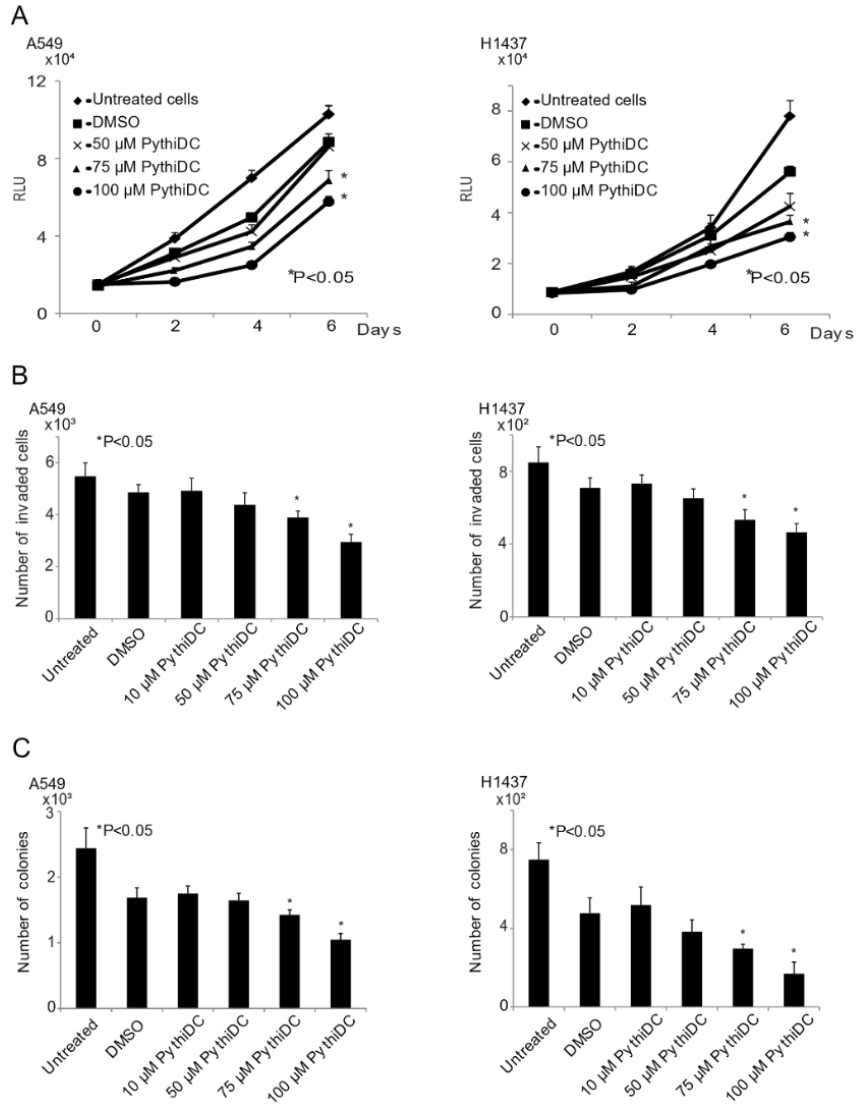 A
A549
x10⁴
12
8
4
0
RLU
Untreated cells
DMSO
50 µM PythiDC
75 µM PythiDC
100 µM PythiDC
*
*
*P<0.05
0 2 4 6 Days
H1437
x10⁴
10
8
6
4
2
0
RLU
Untreated cells
DMSO
50 µM PythiDC
75 µM PythiDC
100 µM PythiDC
*
*
*P<0.05
0 2 4 6 Days
B
A549
x10³
*P<0.05
Number of invaded cells
6
4
2
0
*
*
Untreated
DMSO
10 µM PythiDC
50 µM PythiDC
75 µM PythiDC
100 µM PythiDC
H1437
x10²
*P<0.05
Number of invaded cells
8
4
0
*
*
Untreated
DMSO
10 µM PythiDC
50 µM PythiDC
75 µM PythiDC
100 µM PythiDC
C
A549
x10³
*P<0.05
Number of colonies
3
2
1
0
*
*
Untreated
DMSO
10 µM PythiDC
50 µM PythiDC
75 µM PythiDC
100 µM PythiDC
H1437
x10²
*P<0.05
Number of colonies
8
4
0
*
*
Untreated
DMSO
10 µM PythiDC
50 µM PythiDC
75 µM PythiDC
100 µM PythiDC